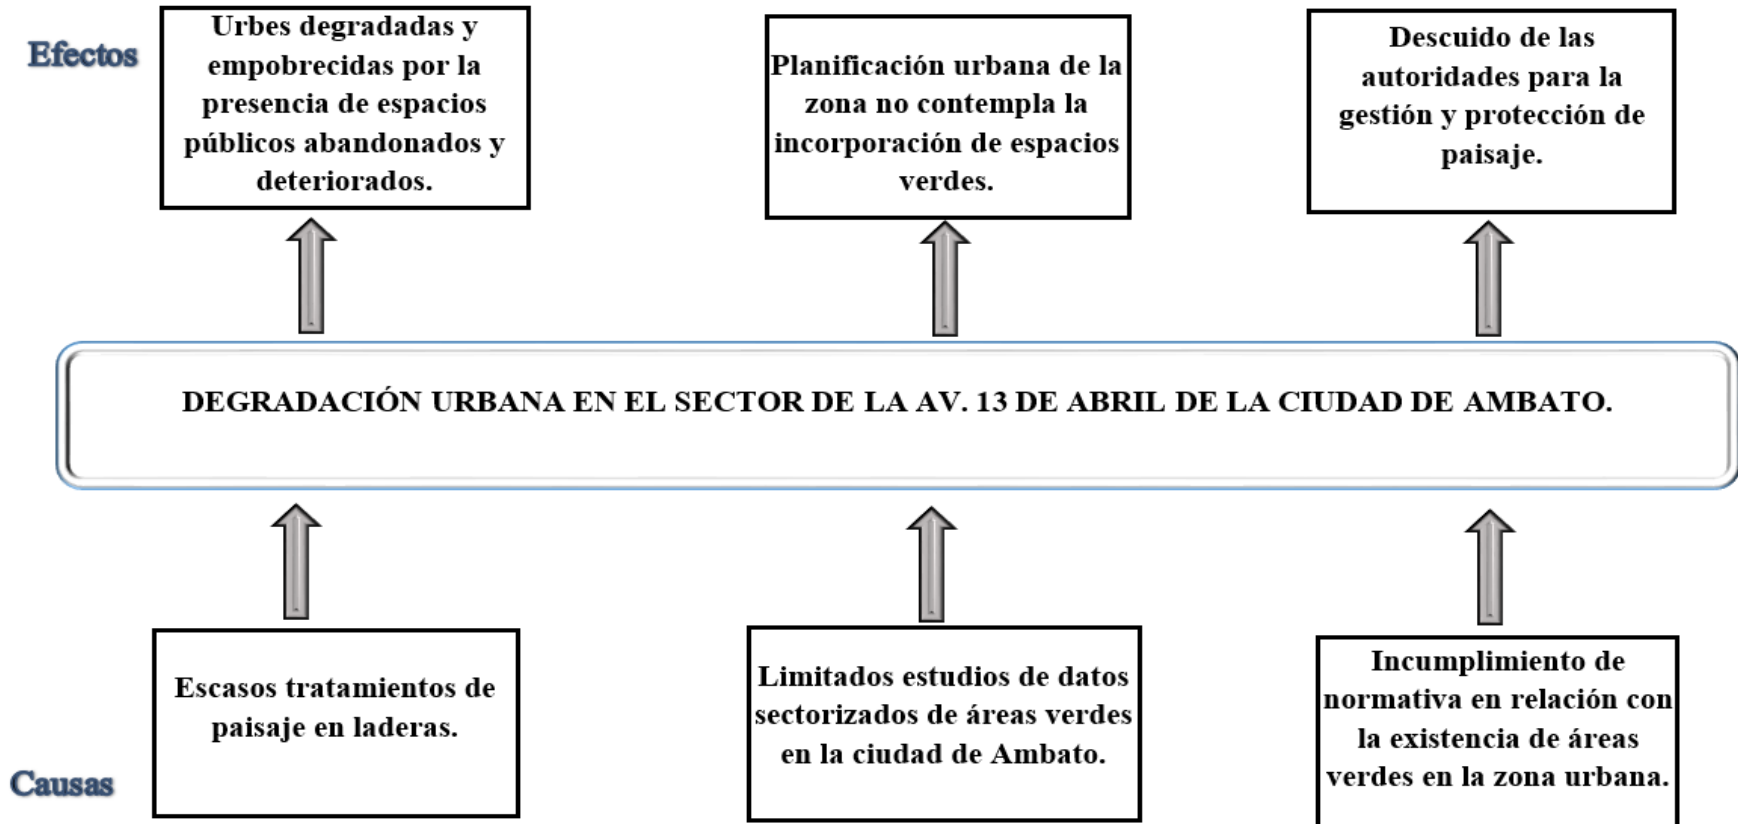 Efectos
Urbes degradadas y
empobrecidas por la
presencia de espacios
públicos abandonados y
deteriorados.
Planificación urbana de la
zona no contempla la
incorporación de espacios
verdes.
Descuido de las
autoridades para la
gestión y protección de
paisaje.
DEGRADACIÓN URBANA EN EL SECTOR DE LA AV. 13 DE ABRIL DE LA CIUDAD DE AMBATO.
Escasos tratamientos de
paisaje en laderas.
Limitados estudios de datos
sectorizados de áreas verdes
en la ciudad de Ambato.
Incumplimiento de
normativa en relación con
la existencia de áreas
verdes en la zona urbana.
Causas